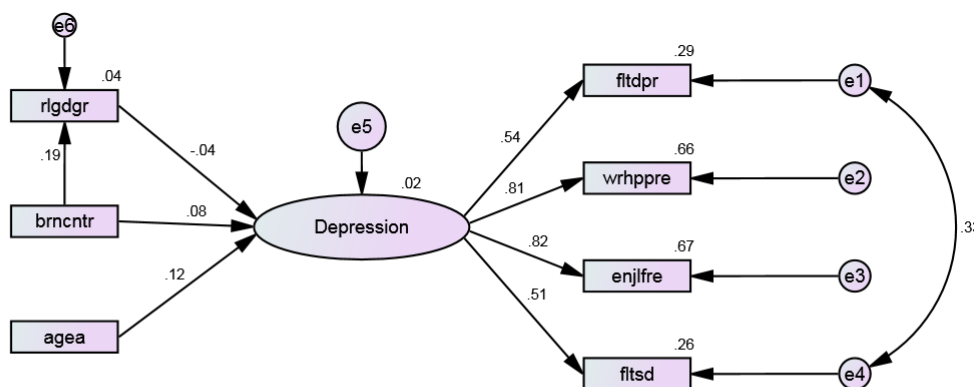 e6
.04
rlgdgr
.19
-.04
brncntr
.08
agea
.12
e5
.02
Depression
.54
.81
.82
.51
.29
fltdpr
e1
.66
wrhppre
e2
.67
enjlfre
e3
.26
fltsd
e4